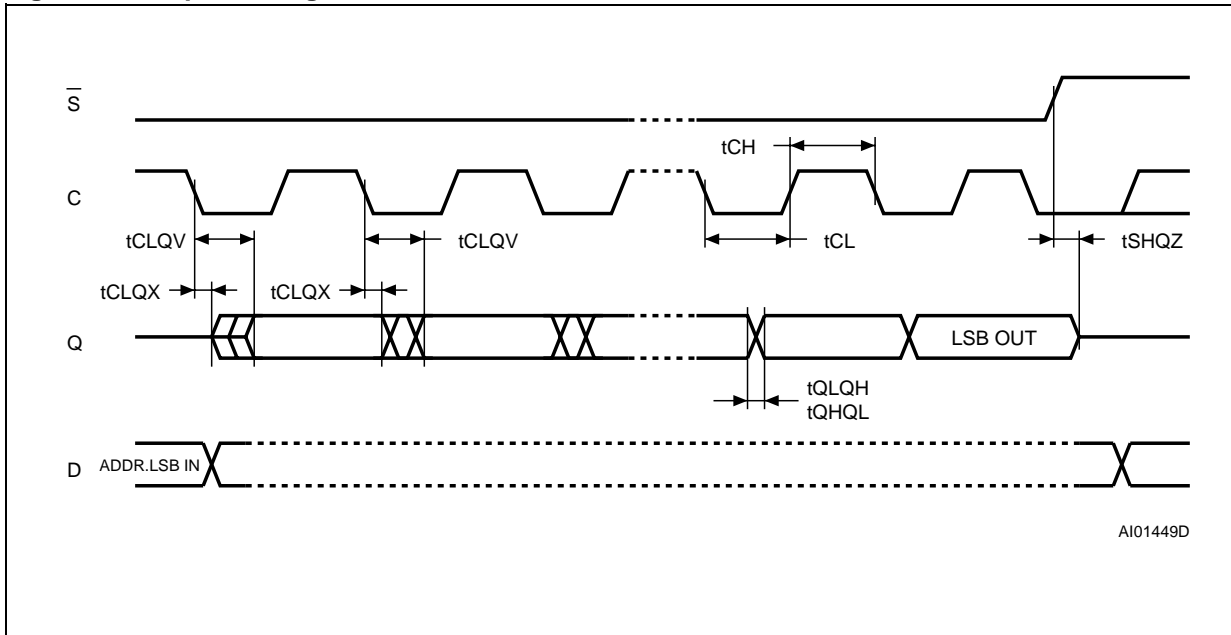 S
tCH
C
tCLQV
tCLQV
tCL
tSHQZ
tCLQX
tCLQX
Q
LSB OUT
tQLQH
tQHQL
D
ADDR.LSB IN
AI01449D